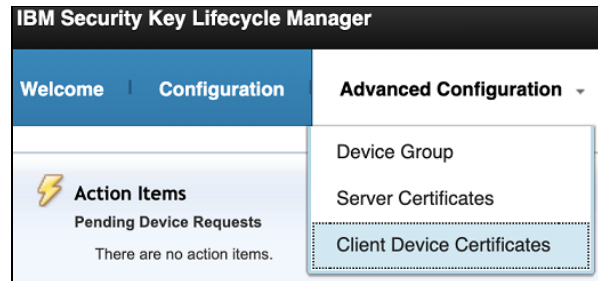 IBM Security Key Lifecycle Manager
Welcome Configuration Advanced Configuration
Device Group
Server Certificates
Client Device Certificates
Action Items
Pending Device Requests
There are no action items.